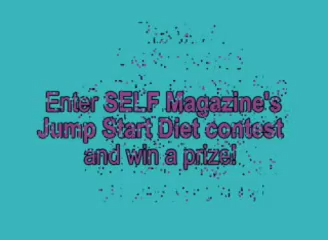 Enter SELF Magazine's
Jump Start Diet contest
and win a prize!